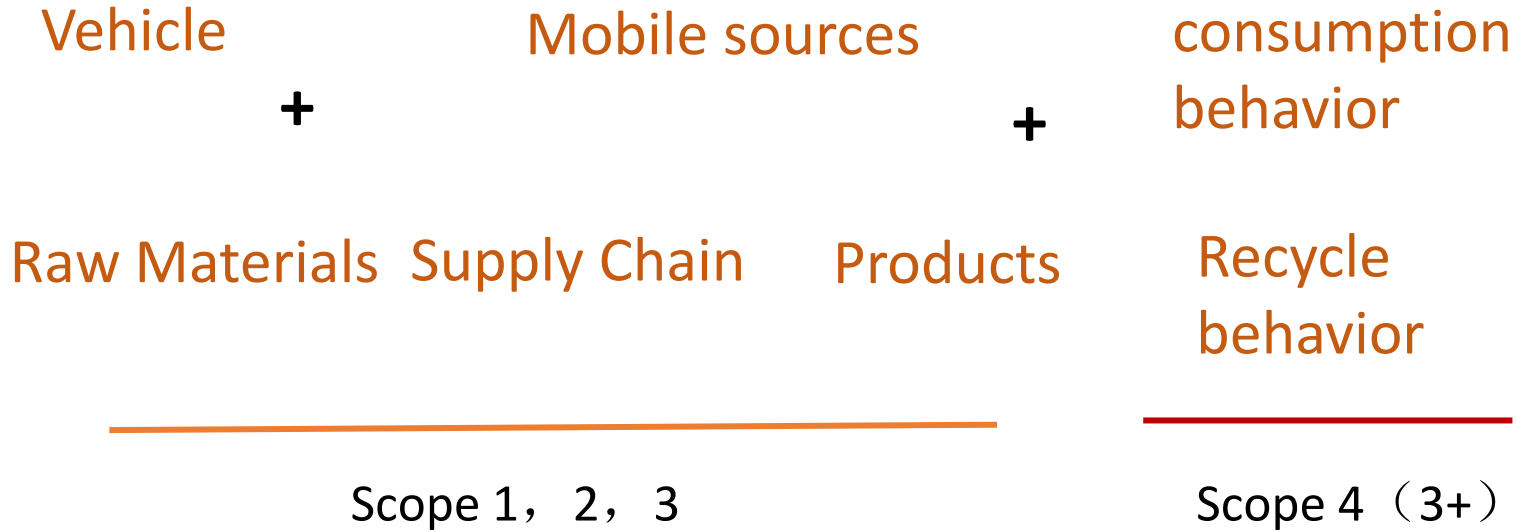 Vehicle
Mobile sources
consumption
behavior
+
+
Raw Materials
Supply Chain
Products
Recycle
behavior
Scope 1，2，3
Scope 4（3+）